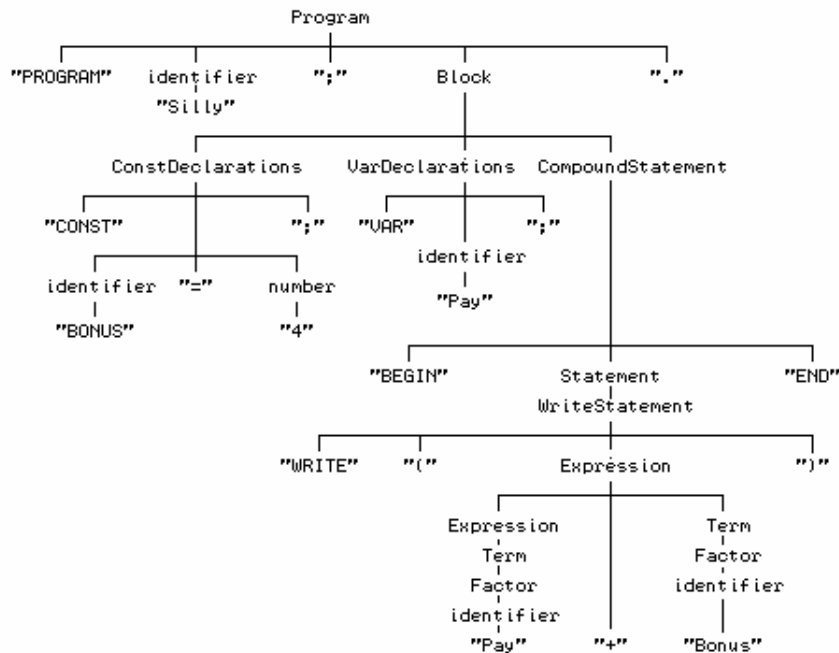 Program
"PROGRAM" identifier ";" Block "."
"Silly"
ConstDeclarations VarDeclarations CompoundStatement
"CONST" ";" "VAR" ";"
identifier
identifier "=" number
"Pay"
"BONUS" "4"
"BEGIN" Statement "END"
WriteStatement
"WRITE" "(" Expression ")"
Expression Term
Term Factor
Factor identifier
identifier
"Pay" "+" "Bonus"